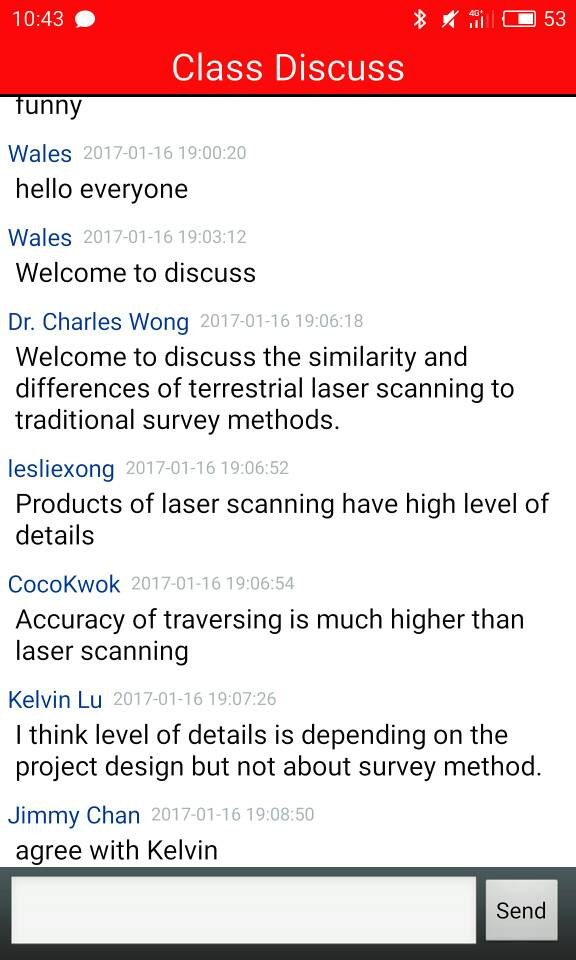 10:43 4G 53
Class Discuss
funny
Wales 2017-01-16 19:00:20
hello everyone
Wales 2017-01-16 19:03:12
Welcome to discuss
Dr. Charles Wong 2017-01-16 19:06:18
Welcome to discuss the similarity and
differences of terrestrial laser scanning to
traditional survey methods.
lesliexong 2017-01-16 19:06:52
Products of laser scanning have high level of
details
CocoKwok 2017-01-16 19:06:54
Accuracy of traversing is much higher than
laser scanning
Kelvin Lu 2017-01-16 19:07:26
I think level of details is depending on the
project design but not about survey method.
Jimmy Chan 2017-01-16 19:08:50
agree with Kelvin
Send